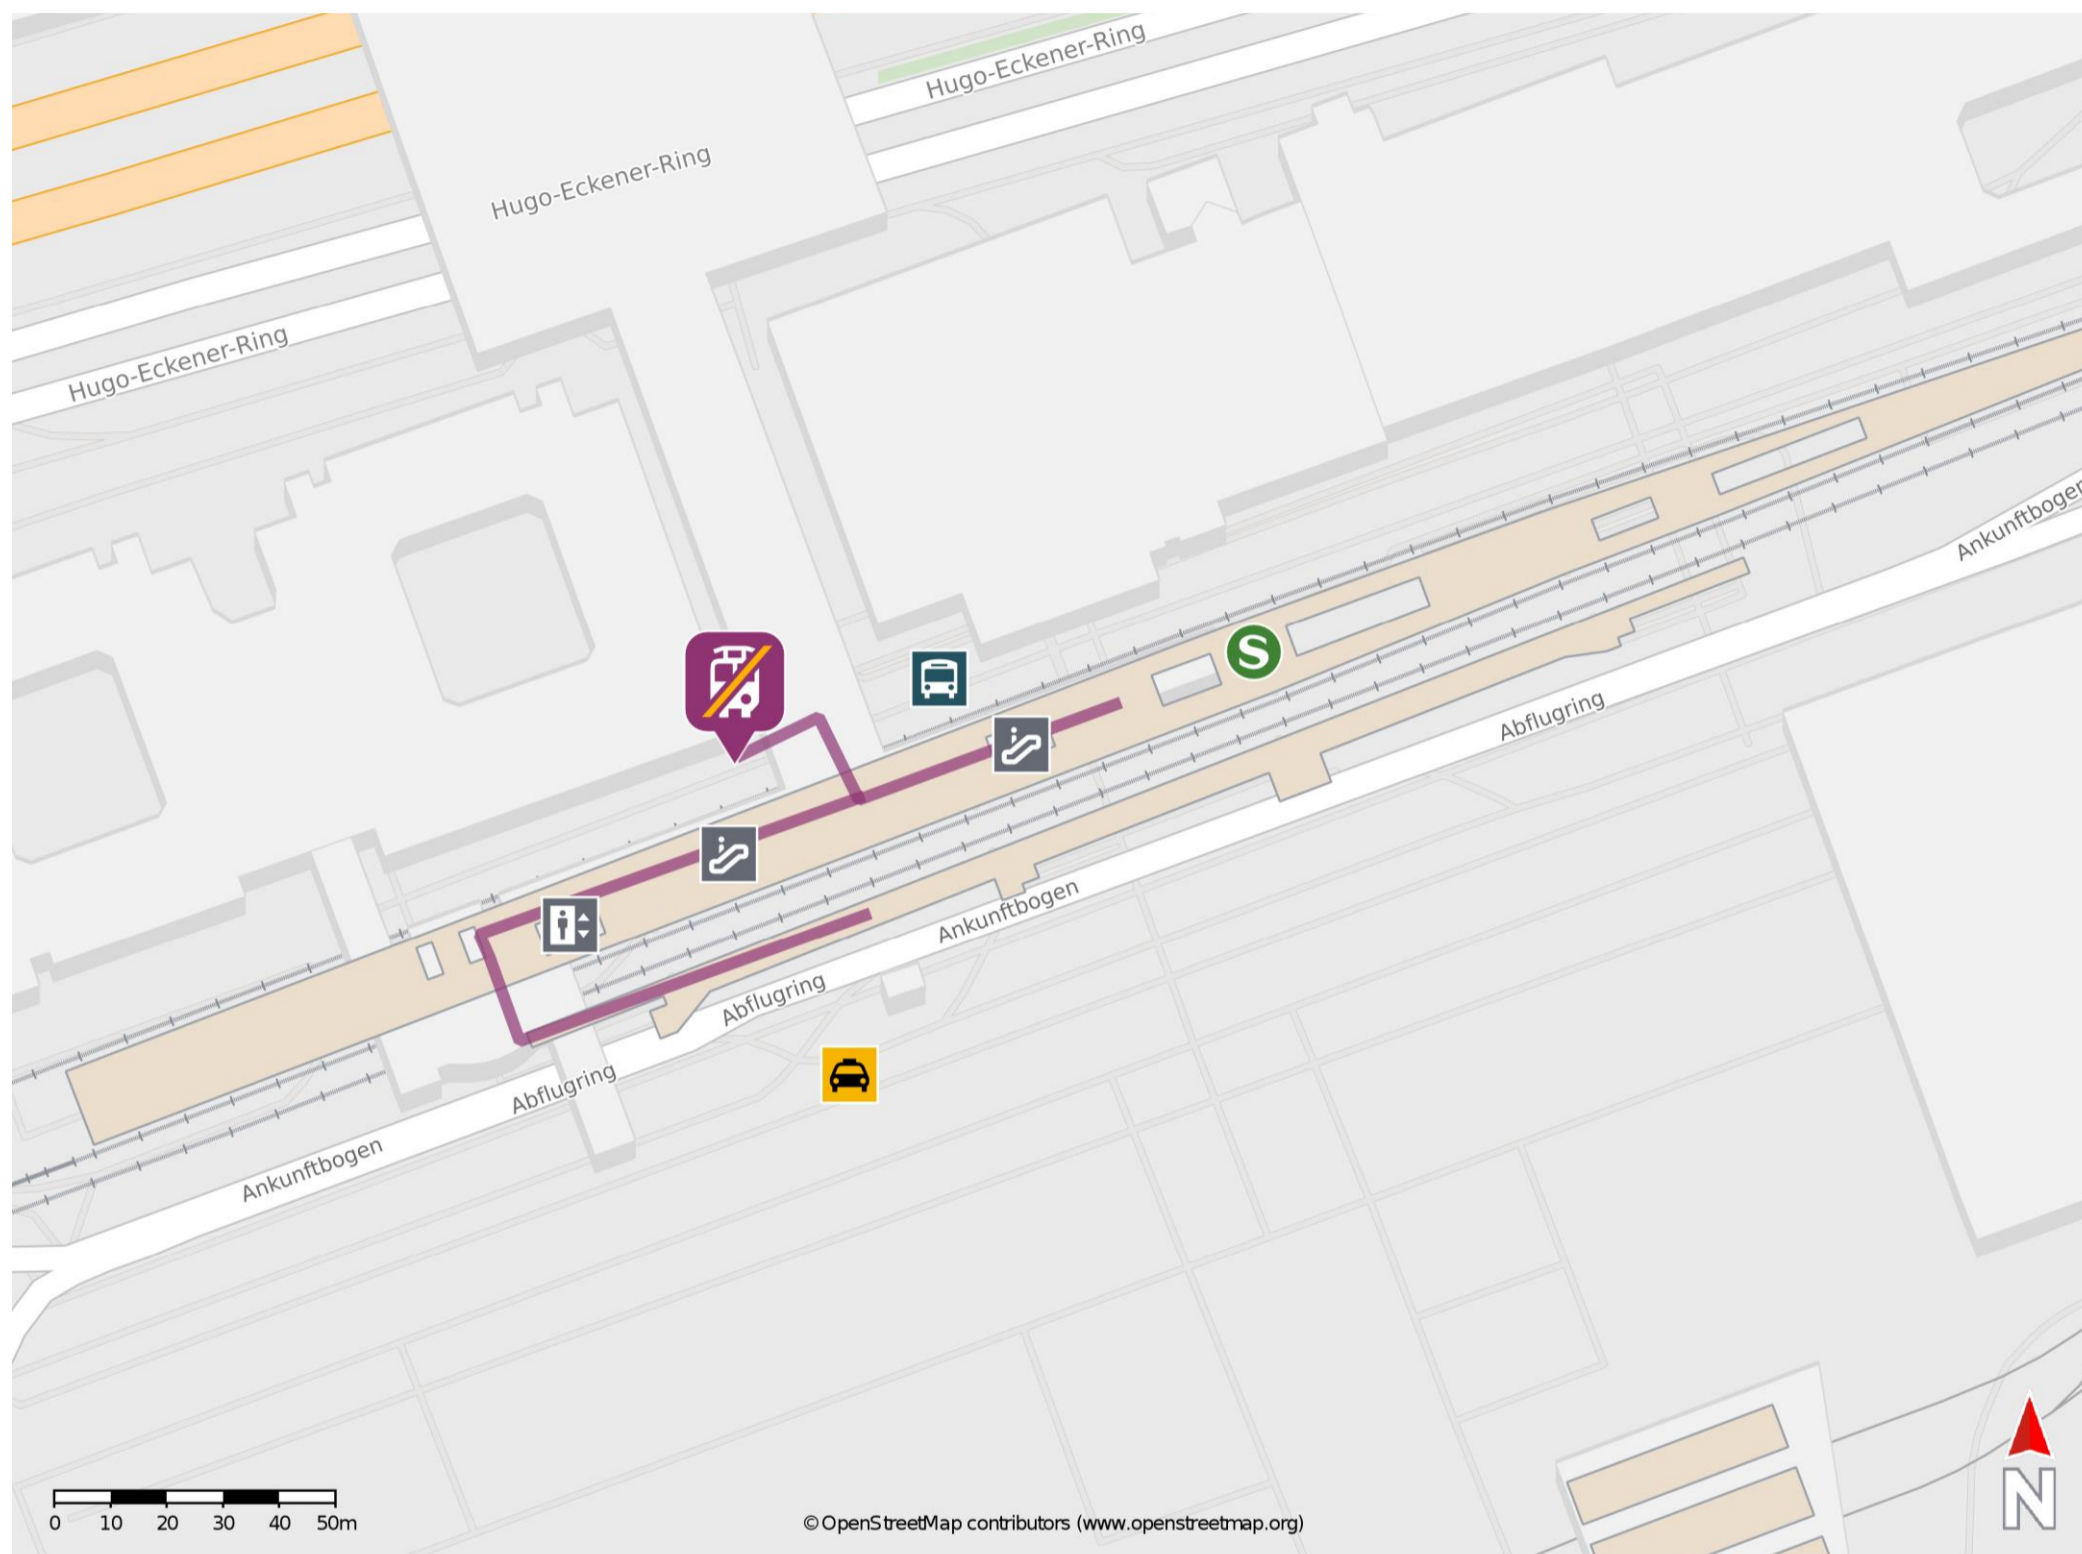 Hugo-Eckener-Ring
Hugo-Eckener-Ring
Hugo-Eckener-Ring
Ankunftbogen
S
Abflugring
Ankunftbogen
Abflugring
Abflugring
Ankunftbogen
0 10 20 30 40 50m
© OpenStreetMap contributors (www.openstreetmap.org)
N